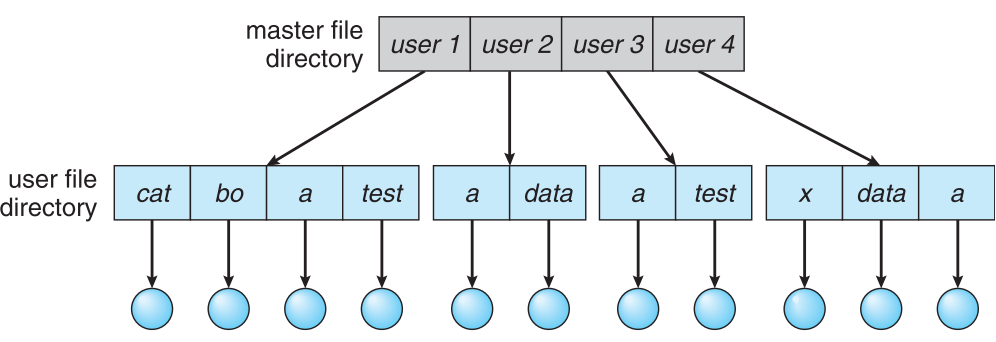 master file
directory
user 1 user 2 user 3 user 4
user file
directory
cat bo a test a data a test x data a